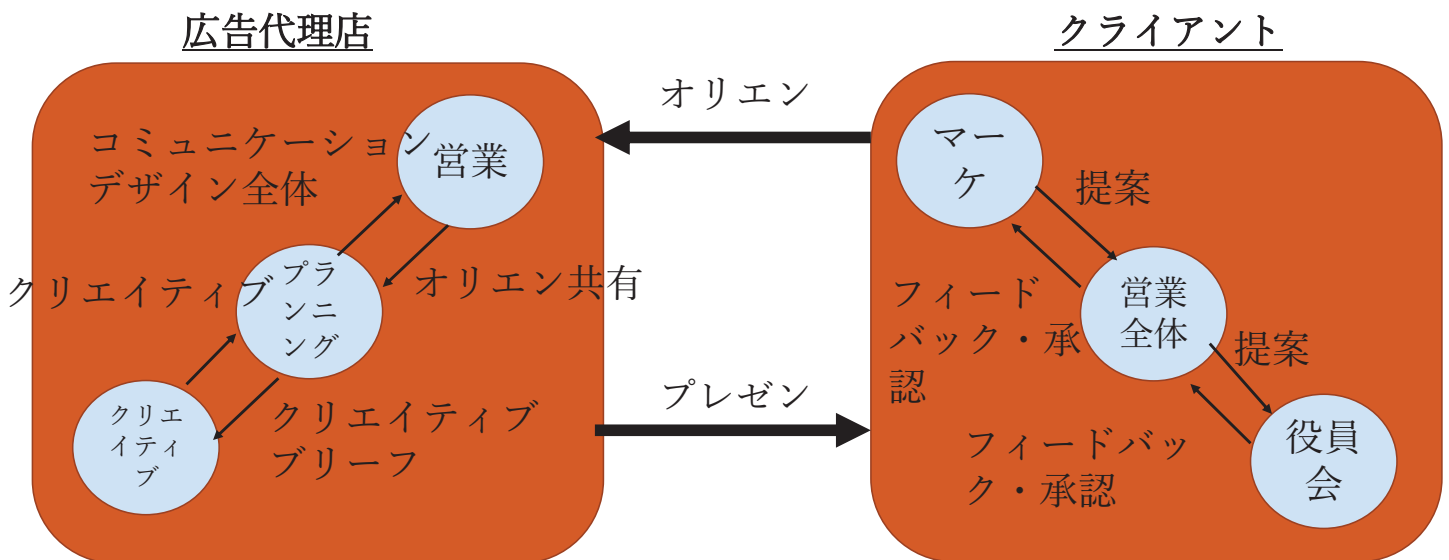 広告代理店
コミュニケーション
デザイン全体
営業
クリエイティブ
プラ
ンニ
ング
オリエン共有
クリエ
イティ
ブ
クリエイティブ
ブリーフ
オリエン
プレゼン
クライアント
マー
ケ
提案
フィード
バック・承
認
営業
全体
提案
フィードバッ
ク・承認
役員
会